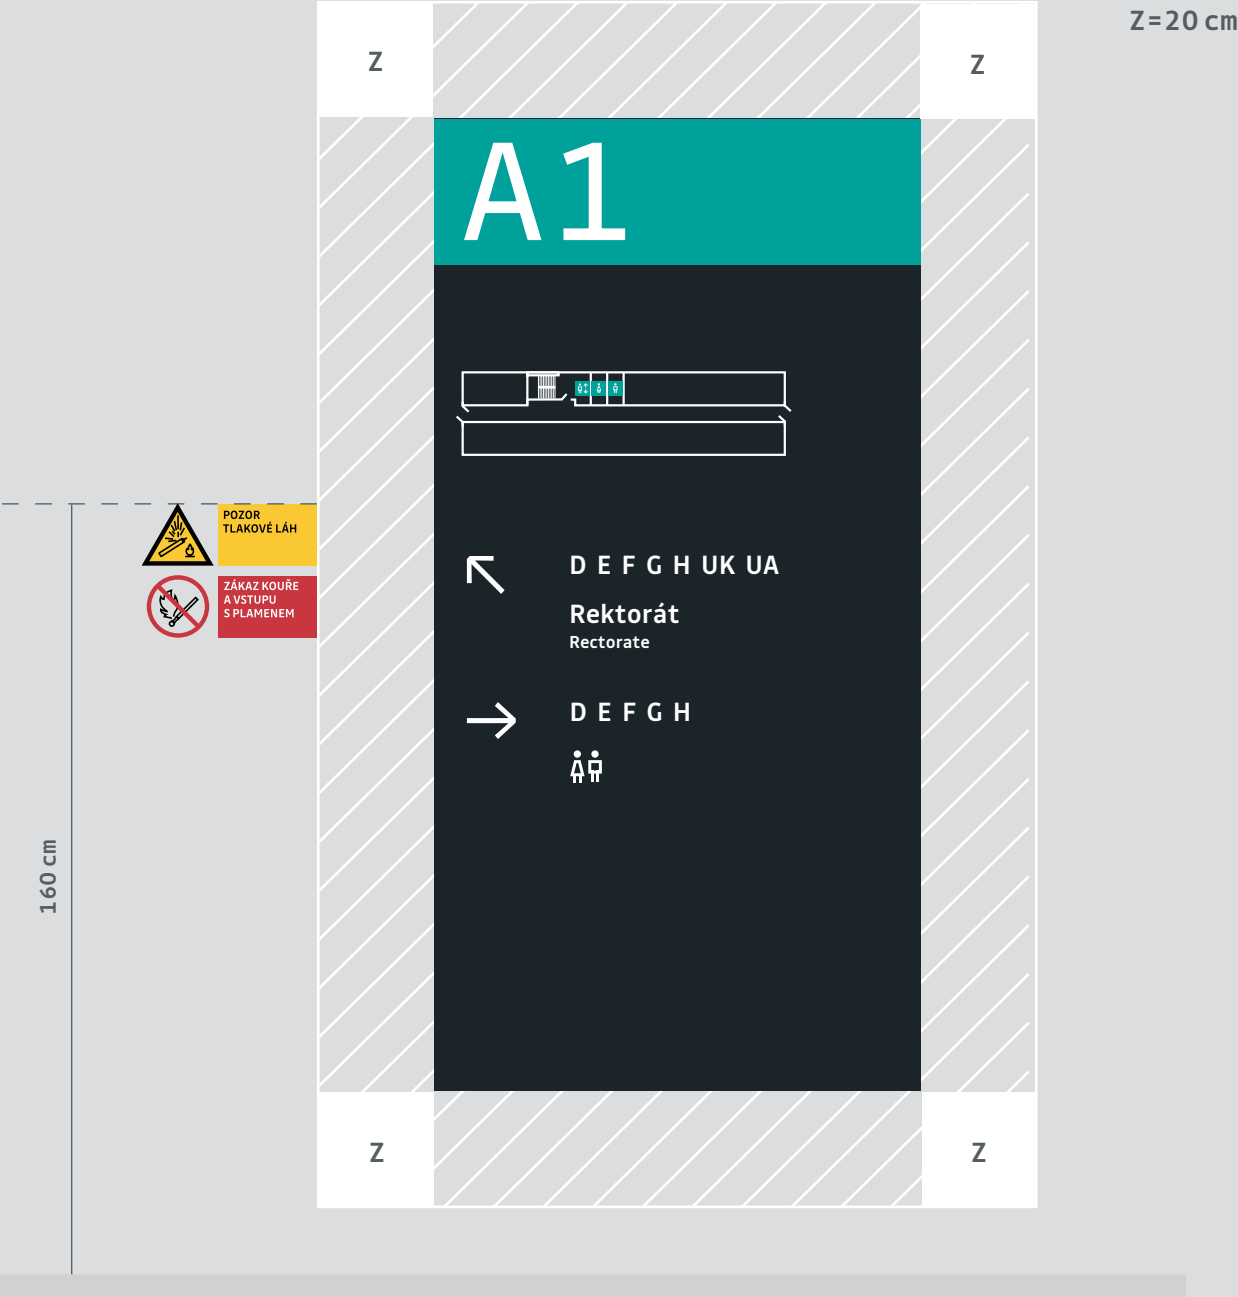 Z=20 cm
Z
Z
A1
POZOR
TLAKOVÉ LÁH
ZÁKAZ KOUŘE
A VSTUPU
S PLAMENEM
D E F G H UK UA
Rektorát
Rectorate
D E F G H
160 cm
Z
Z